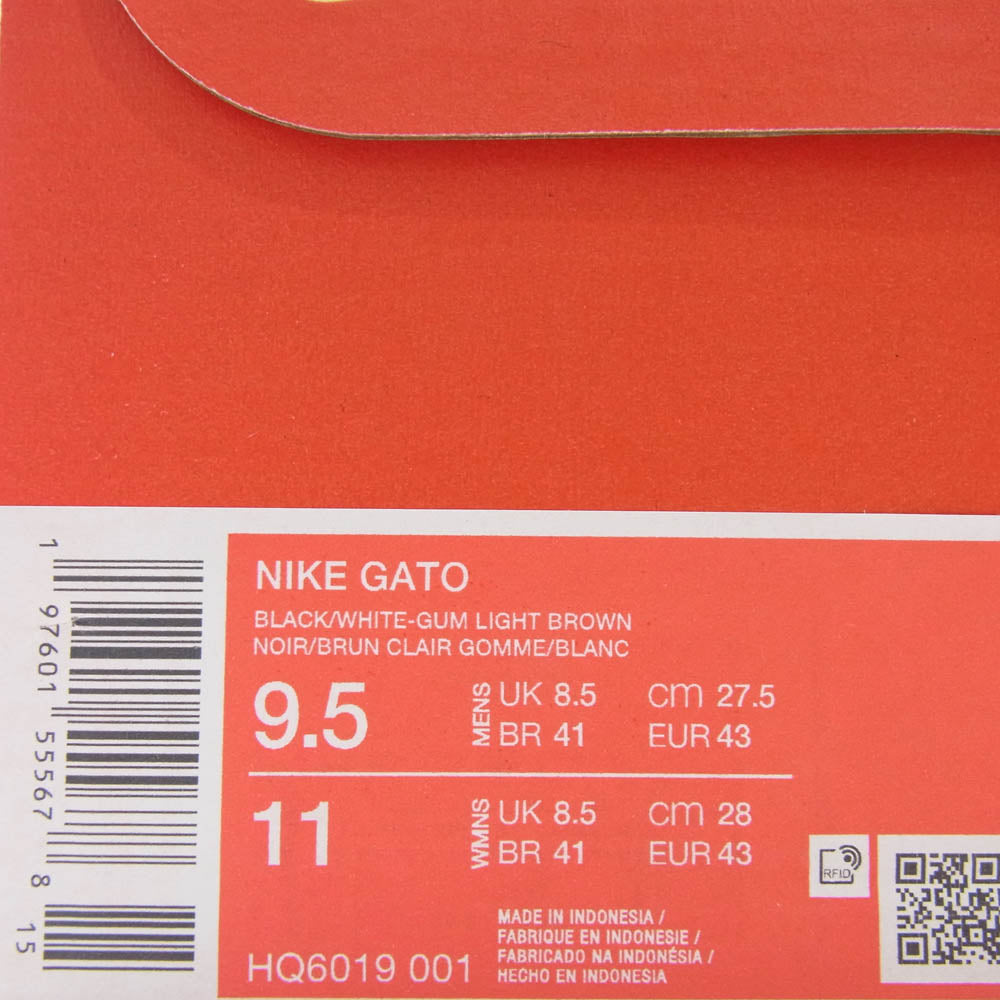 NIKE GATO
BLACK/WHITE-GUM LIGHT BROWN
NOIR/BRUN CLAIR GOMME/BLANC
9.5
MENS
UK 8.5 cm 27.5
BR 41 EUR 43
11
WMNS
UK 8.5 cm 28
BR 41 EUR 43
RFID
MADE IN INDONESIA /
FABRIQUE EN INDONESIE /
FABRICADO NA INDONÉSIA /
HECHO EN INDONESIA
HQ6019 001
1 97601 55567 8 15